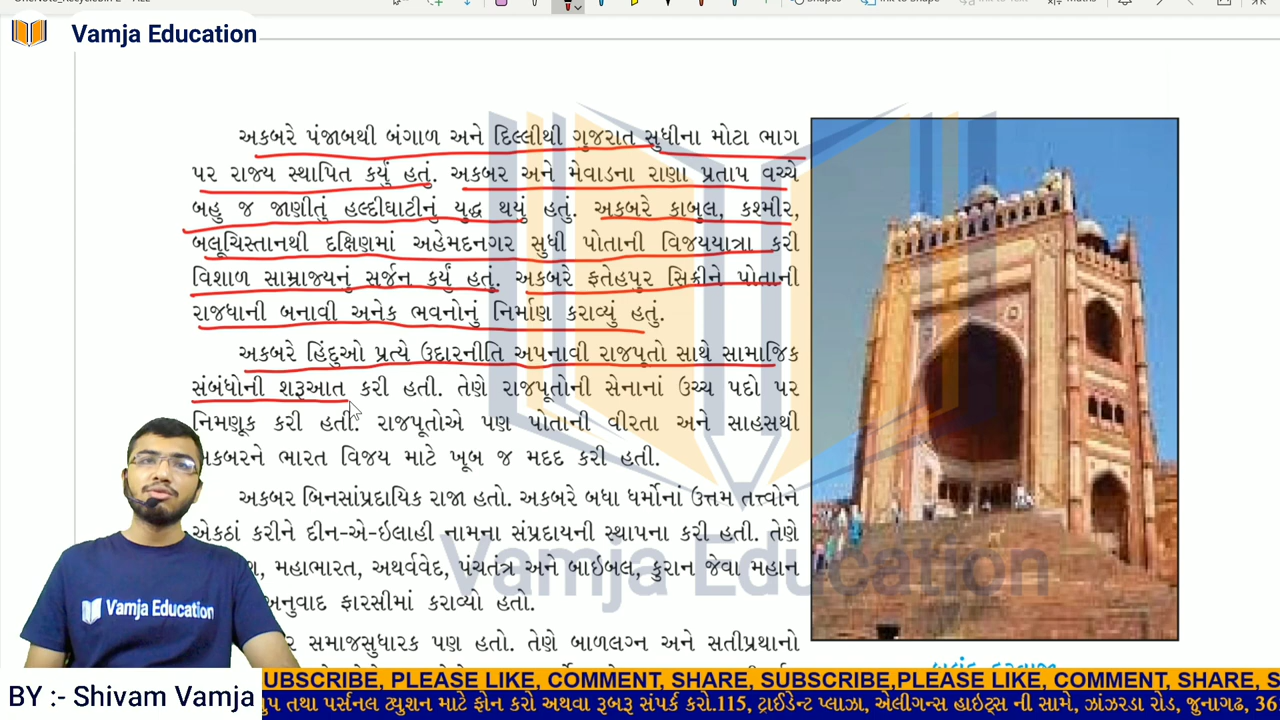 Vamja Education
અકબરે પંજાબથી બંગાળ અને દિલ્લીથી ગુજરાત સુધીના મોટા ભાગ
પર રાજ્ય સ્થાપિત કર્યું હતું. અકબર અને મેવાડના રાણા પ્રતાપ વચ્ચે
બહુ જ જાણીતું હલ્દીઘાટીનું યુદ્ધ થયું હતું. અકબરે કાબુલ, કશ્મીર,
બલૂચિસ્તાનથી દક્ષિણમાં અહેમદનગર સુધી પોતાની વિજયયાત્રા કરી
વિશાળ સામ્રાજ્યનું સર્જન કર્યું હતું. અકબરે ફતેહપુર સિક્રીને પોતાની
રાજધાની બનાવી અનેક ભવનોનું નિર્માણ કરાવ્યું હતું.
અકબરે હિંદુઓ પ્રત્યે ઉદારનીતિ અપનાવી રાજપૂતો સાથે સામાજિક
સંબંધોની શરૂઆત કરી હતી. તેણે રાજપૂતોની સેનાનાં ઉચ્ચ પદો પર
નિમણૂક કરી હતી. રાજપૂતોએ પણ પોતાની વીરતા અને સાહસથી
ભારત વિજય માટે ખૂબ જ મદદ કરી હતી.
અકબર બિનસાંપ્રદાયિક રાજા હતો. અકબરે બધા ધર્મોનાં ઉત્તમ તત્ત્વોને
એકઠાં કરીને દીન-એ-ઇલાહી નામના સંપ્રદાયની સ્થાપના કરી હતી. તેણે
મહાભારત, અથર્વવેદ, પંચતંત્ર અને બાઇબલ, કુરાન જેવા મહાન
અનુવાદ ફારસીમાં કરાવ્યો હતો.
સમાજસુધારક પણ હતો. તેણે બાળલગ્ન અને સતીપ્રથાનો
Vamja Education
Vamja Education
BY :- Shivam Vamja
SUBSCRIBE, PLEASE LIKE, COMMENT, SHARE, SUBSCRIBE,PLEASE LIKE, COMMENT, SHARE, S
તથા પર્સનલ ટ્યુશન માટે ફોન કરો અથવા રૂબરૂ સંપર્ક કરો.115, ટ્રાઈડેન્ટ પ્લાઝા, એલીગન્સ હાઇટ્સ ની સામે, ઝાંઝરડા રોડ, જુનાગઢ, 36